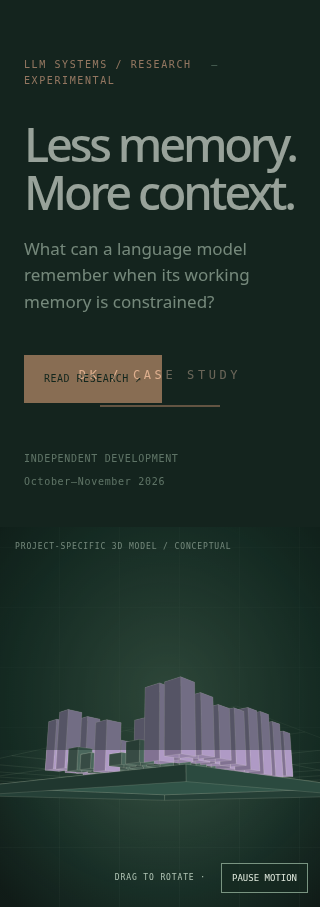 LLM SYSTEMS / RESEARCH —
EXPERIMENTAL
Less memory.
More context.
What can a language model
remember when its working
memory is constrained?
READ RESEARCH
DK / CASE STUDY
INDEPENDENT DEVELOPMENT
October—November 2026
PROJECT-SPECIFIC 3D MODEL / CONCEPTUAL
DRAG TO ROTATE ·
PAUSE MOTION